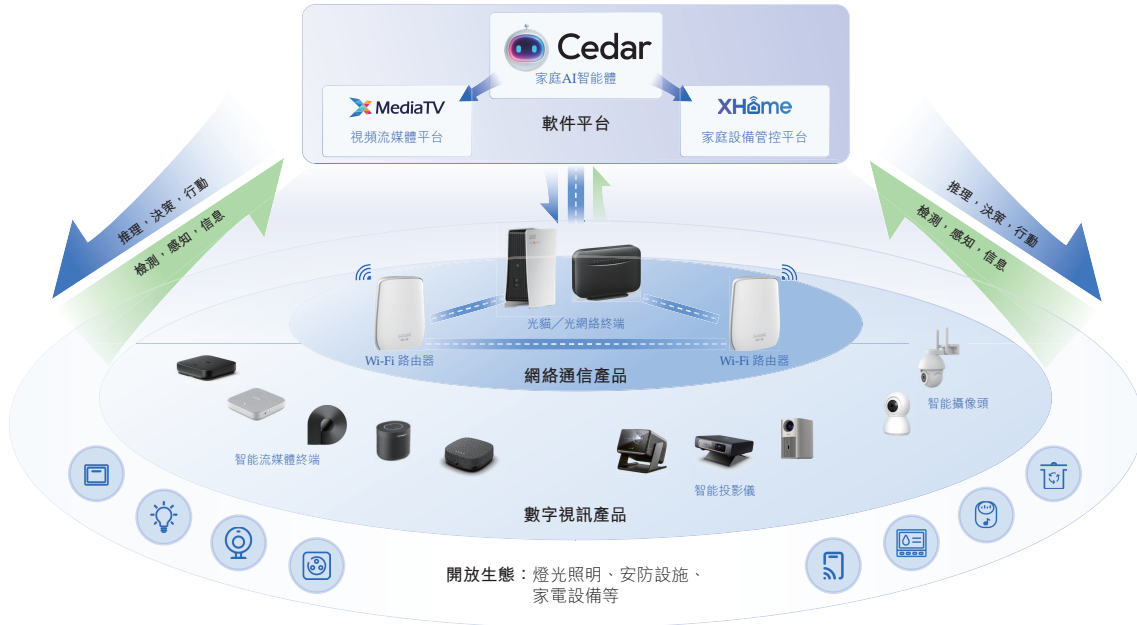 Cedar
家庭AI智能體
MediaTV
視頻流媒體平台
軟件平台
XHome
家庭設備管控平台
推理，決策，行動
檢測，感知，信息
推理，決策，行動
檢測，感知，信息
光貓／光網絡終端
Wi-Fi 路由器
Wi-Fi 路由器
網絡通信產品
智能攝像頭
智能流媒體終端
智能投影儀
數字視訊產品
開放生態：燈光照明、安防設施、
家電設備等